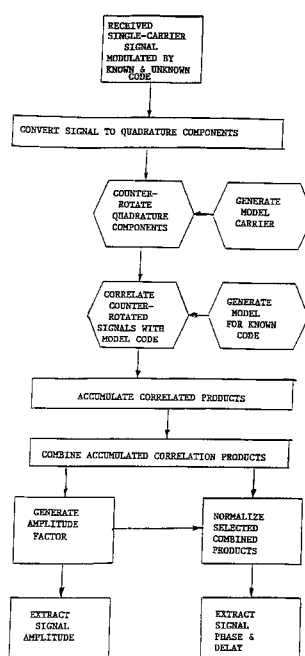 RECEIVED
SINGLE-CARRIER
SIGNAL
MODULATED BY
KNOWN & UNKNOWN
CODE
CONVERT SIGNAL TO QUADRATURE COMPONENTS
COUNTER-
ROTATE
QUADRATURE
COMPONENTS
GENERATE
MODEL
CARRIER
CORRELATE
COUNTER-
ROTATED
SIGNALS WITH
MODEL CODE
GENERATE
MODEL
FOR KNOWN
CODE
ACCUMULATE CORRELATED PRODUCTS
COMBINE ACCUMULATED CORRELATION PRODUCTS
GENERATE
AMPLITUDE
FACTOR
NORMALIZE
SELECTED
COMBINED
PRODUCTS
EXTRACT
SIGNAL
AMPLITUDE
EXTRACT
SIGNAL
PHASE &
DELAY